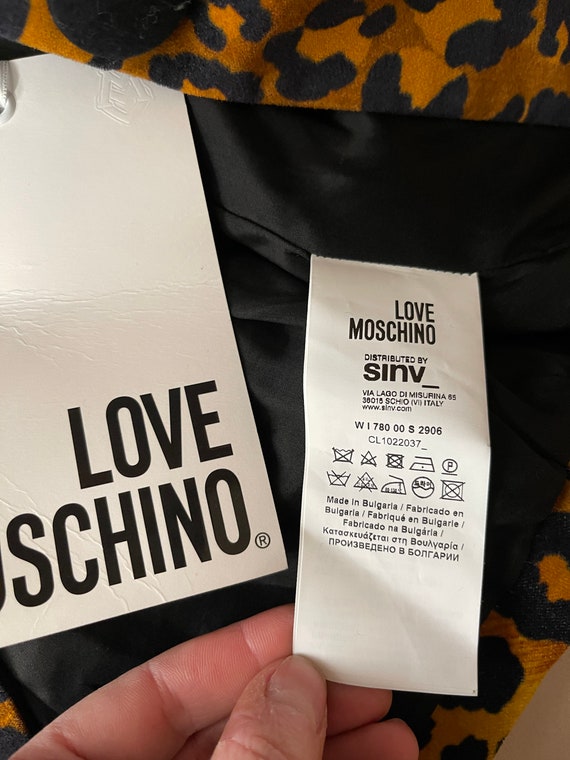 LOVE
MOSCHINO
DISTRIBUTED BY
sinv_
VIA LAGO DI MISURINA 65
36015 SCHIO (VI) ITALY
www.sinv.com
W I 780 00 S 2906
CL1022037_
Made in Bulgaria / Fabricado en
Bulgaria / Fabriqué en Bulgarie /
Fabricado na Bulgária /
Κατασκευάζεται στη Βουλγαρία /
ПРОИЗВЕДЕНО В БОЛГАРИИ
LOVE
OSCHINO®